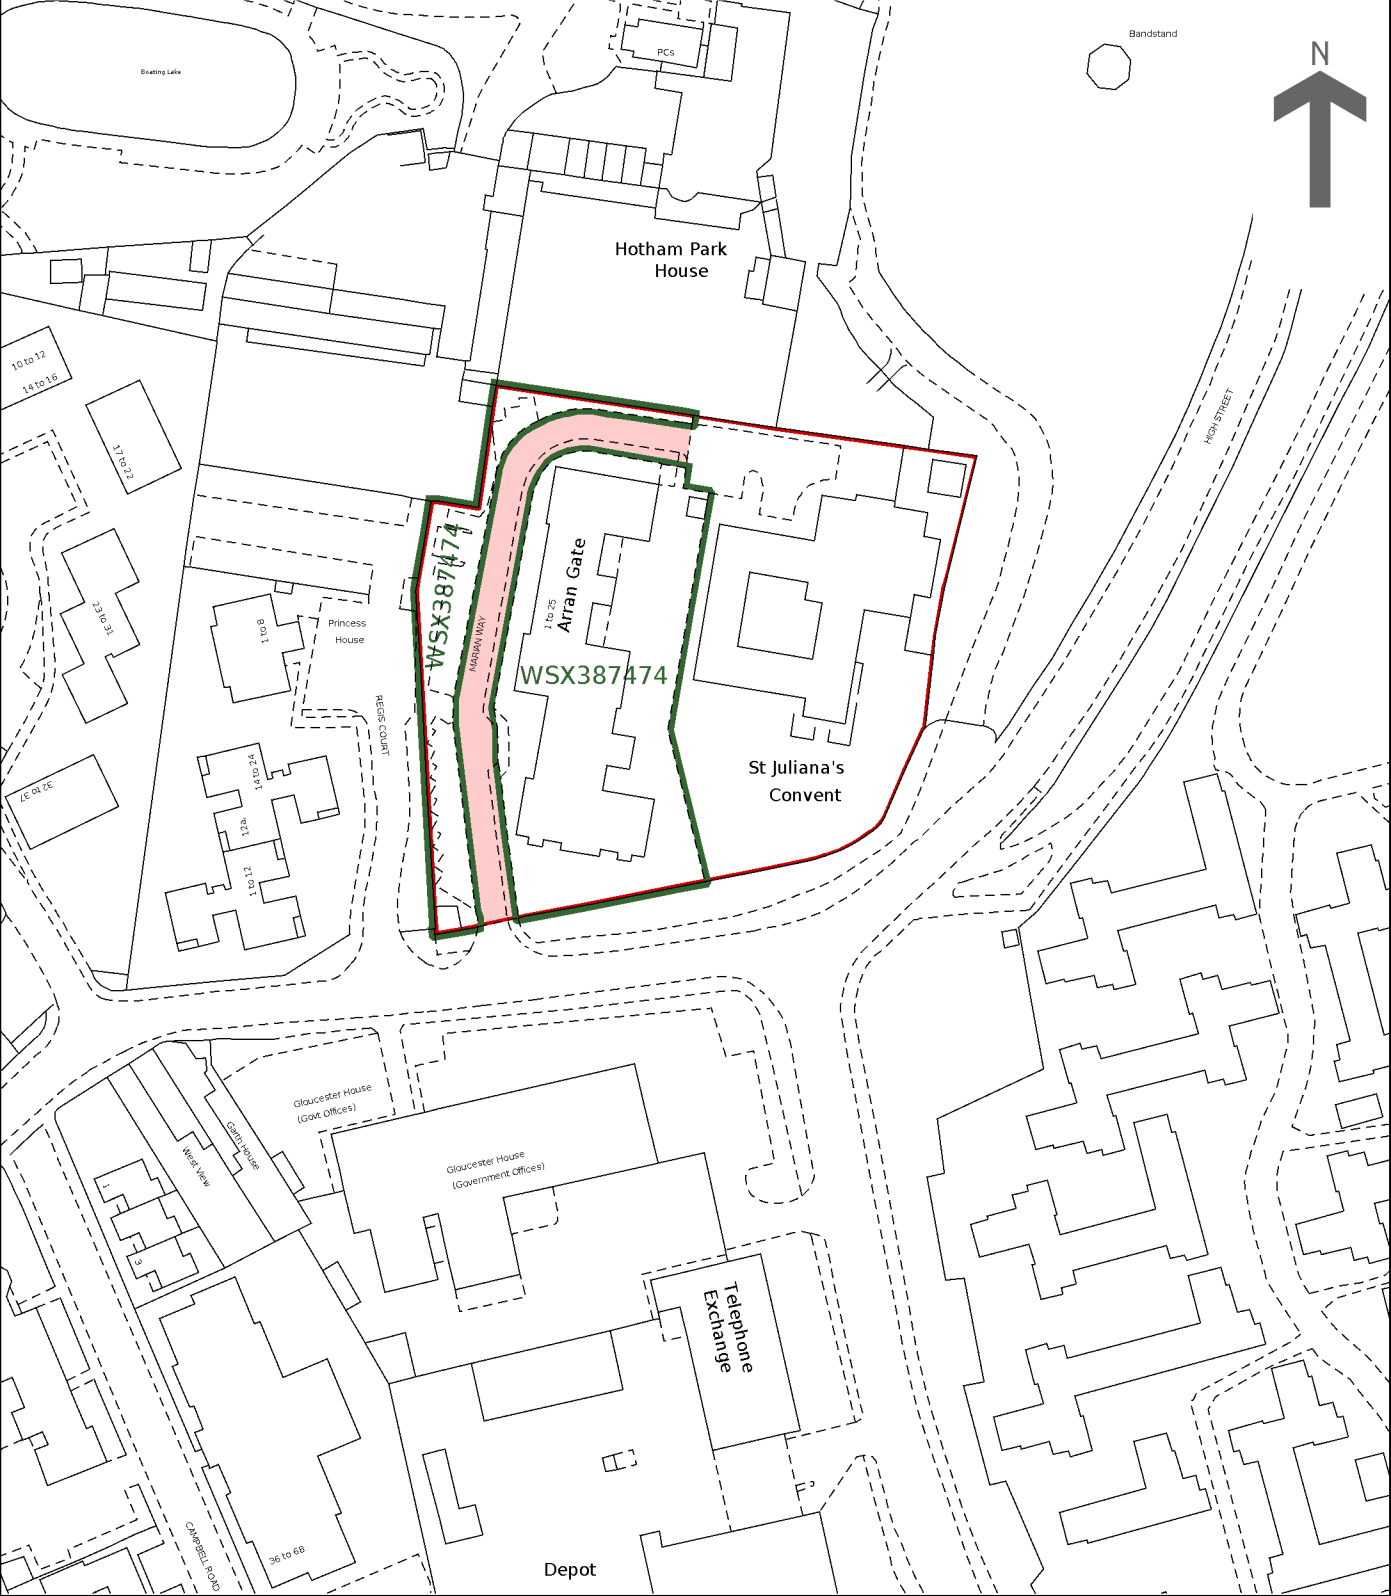 Boating Lake
PCs
Bandstand
N
Hotham Park
House
10 to 12
14 to 16
17 to 22
HIGH STREET
WSX387474
Arran Gate
1 to 25
MARIAN WAY
WSX387474
23 to 31
1 to 8
Princess
House
REGIS COURT
St Juliana's
Convent
32 to 37
14 to 24
12a
1 to 12
Gloucester House
(Govt Offices)
Garth House
West View
Gloucester House
(Government Offices)
1
3
Telephone
Exchange
CAMPBELL ROAD
36 to 68
Depot